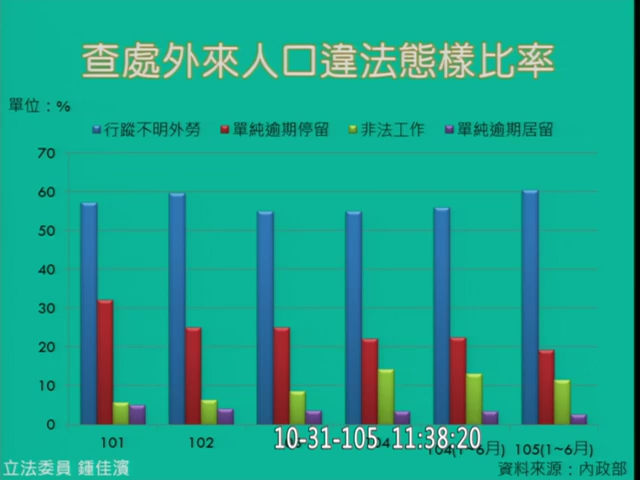 查處外來人口違法態樣比率
單位：%
行蹤不明外勞 單純逾期停留 非法工作 單純逾期居留
70
60
50
40
30
20
10
0
101 102 104(1~6月) 105(1~6月)
10-31-105 11:38:20
立法委員 鍾佳濱 資料來源：內政部